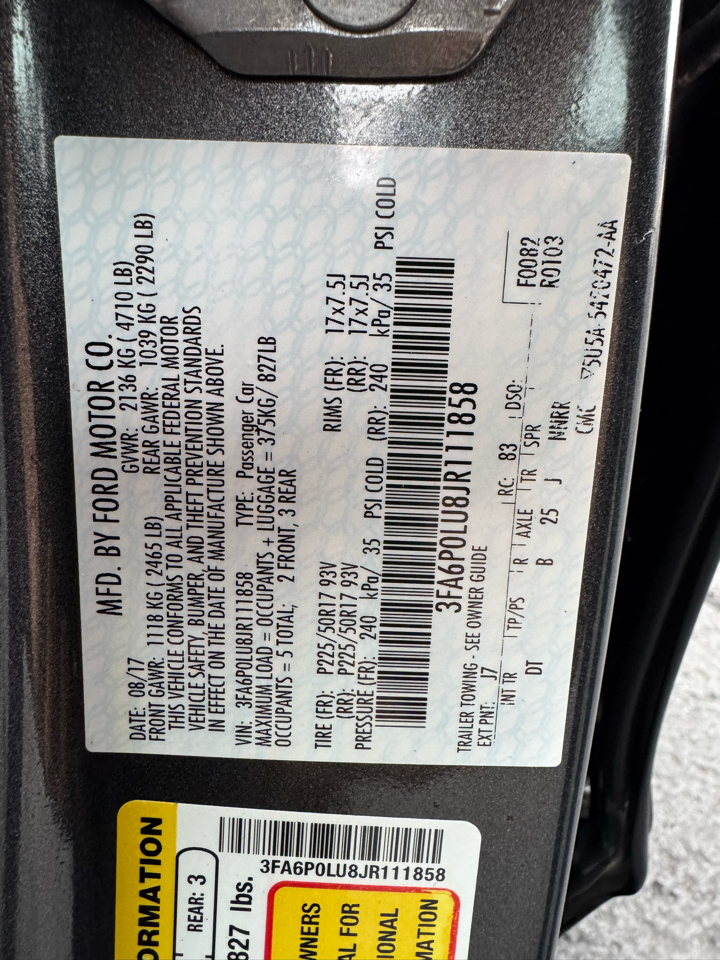 MFD. BY FORD MOTOR CO.
DATE: 08/17 GVWR: 2136 KG ( 4710 LB)
FRONT GAWR: 1118 KG ( 2465 LB) REAR GAWR: 1039 KG ( 2290 LB)
THIS VEHICLE CONFORMS TO ALL APPLICABLE FEDERAL MOTOR
VEHICLE SAFETY, BUMPER, AND THEFT PREVENTION STANDARDS
IN EFFECT ON THE DATE OF MANUFACTURE SHOWN ABOVE.
VIN: 3FA6P0LU8JR111858 TYPE: Passenger Car
MAXIMUM LOAD = OCCUPANTS + LUGGAGE = 375KG/ 827LB
OCCUPANTS = 5 TOTAL; 2 FRONT, 3 REAR
TIRE (FR): P225/50R17 93V RIMS (FR): 17x7.5J
(RR): P225/50R17 93V (RR): 17x7.5J
PRESSURE (FR): 240 kPa/ 35 PSI COLD (RR): 240 kPa/ 35 PSI COLD
3FA6P0LU8JR111858
TRAILER TOWING - SEE OWNER GUIDE
EXT PNT: J7 RC: 83 DSO: F0082
R0103
INT TR TP/PS R AXLE TR SPR
DT B 25 J NNRR
CMC 5U5A-5420472-AA
ORMATION
REAR: 3
827 lbs.
3FA6P0LU8JR111858
WNERS
AL FOR
IONAL
MATION